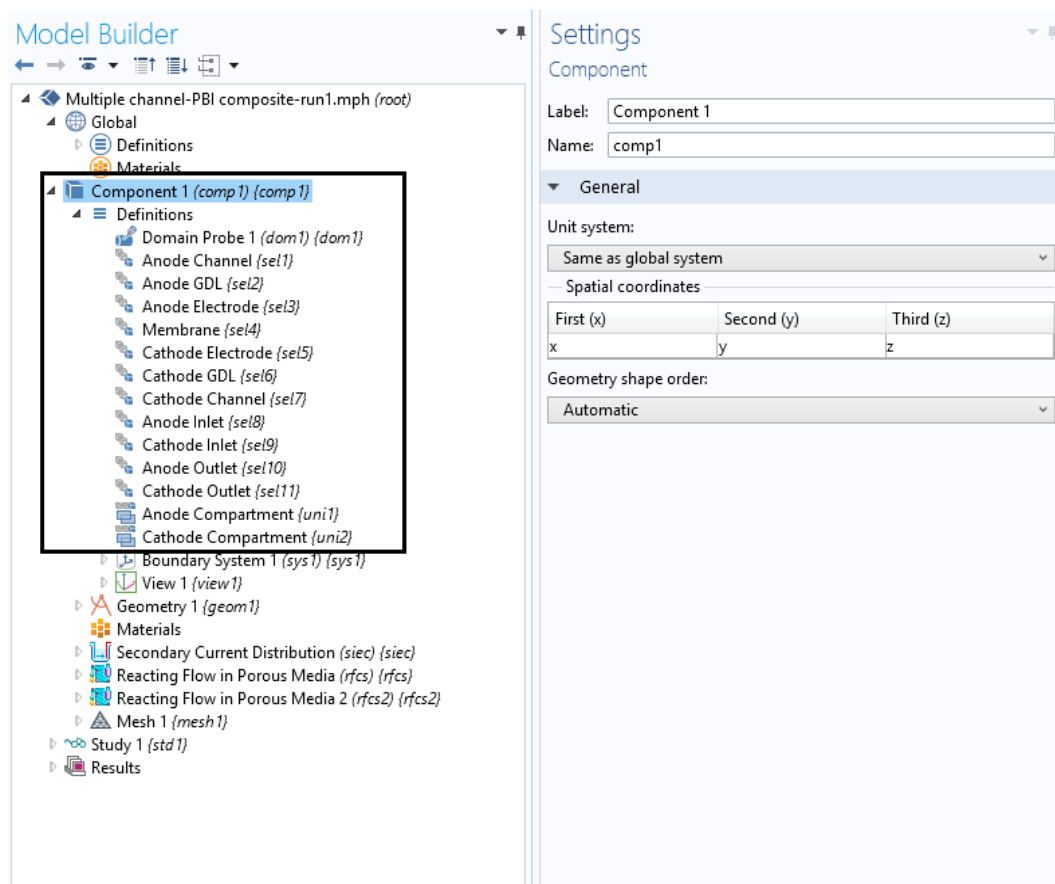 Model Builder
Multiple channel-PBI composite-run1.mph (root)
Global
Definitions
Materials
Component 1 (comp1) {comp1}
Definitions
Domain Probe 1 (dom1) {dom1}
Anode Channel {sel1}
Anode GDL {sel2}
Anode Electrode {sel3}
Membrane {sel4}
Cathode Electrode {sel5}
Cathode GDL {sel6}
Cathode Channel {sel7}
Anode Inlet {sel8}
Cathode Inlet {sel9}
Anode Outlet {sel10}
Cathode Outlet {sel11}
Anode Compartment {uni1}
Cathode Compartment {uni2}
Boundary System 1 (sys1) {sys1}
View 1 {view1}
Geometry 1 {geom1}
Materials
Secondary Current Distribution (siec) {siec}
Reacting Flow in Porous Media (rfcs) {rfcs}
Reacting Flow in Porous Media 2 (rfcs2) {rfcs2}
Mesh 1 {mesh1}
Study 1 {std1}
Results
Settings
Component
Label: Component 1
Name: comp1
General
Unit system:
Same as global system
Spatial coordinates
First (x) Second (y) Third (z)
x y z
Geometry shape order:
Automatic